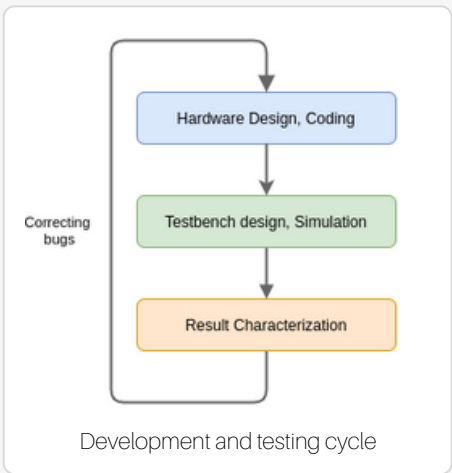 Hardware Design, Coding
Testbench design, Simulation
Correcting
bugs
Result Characterization
Development and testing cycle